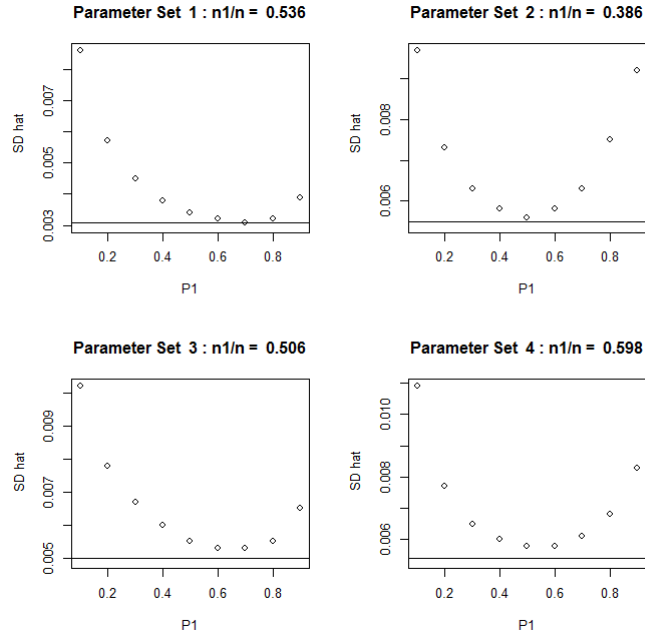 Parameter Set 1 : n1/n = 0.536
SD hat
0.003 0.005 0.007
0.2 0.4 0.6 0.8
P1
Parameter Set 2 : n1/n = 0.386
SD hat
0.006 0.008
0.2 0.4 0.6 0.8
P1
Parameter Set 3 : n1/n = 0.506
SD hat
0.005 0.007 0.009
0.2 0.4 0.6 0.8
P1
Parameter Set 4 : n1/n = 0.598
SD hat
0.006 0.008 0.010
0.2 0.4 0.6 0.8
P1